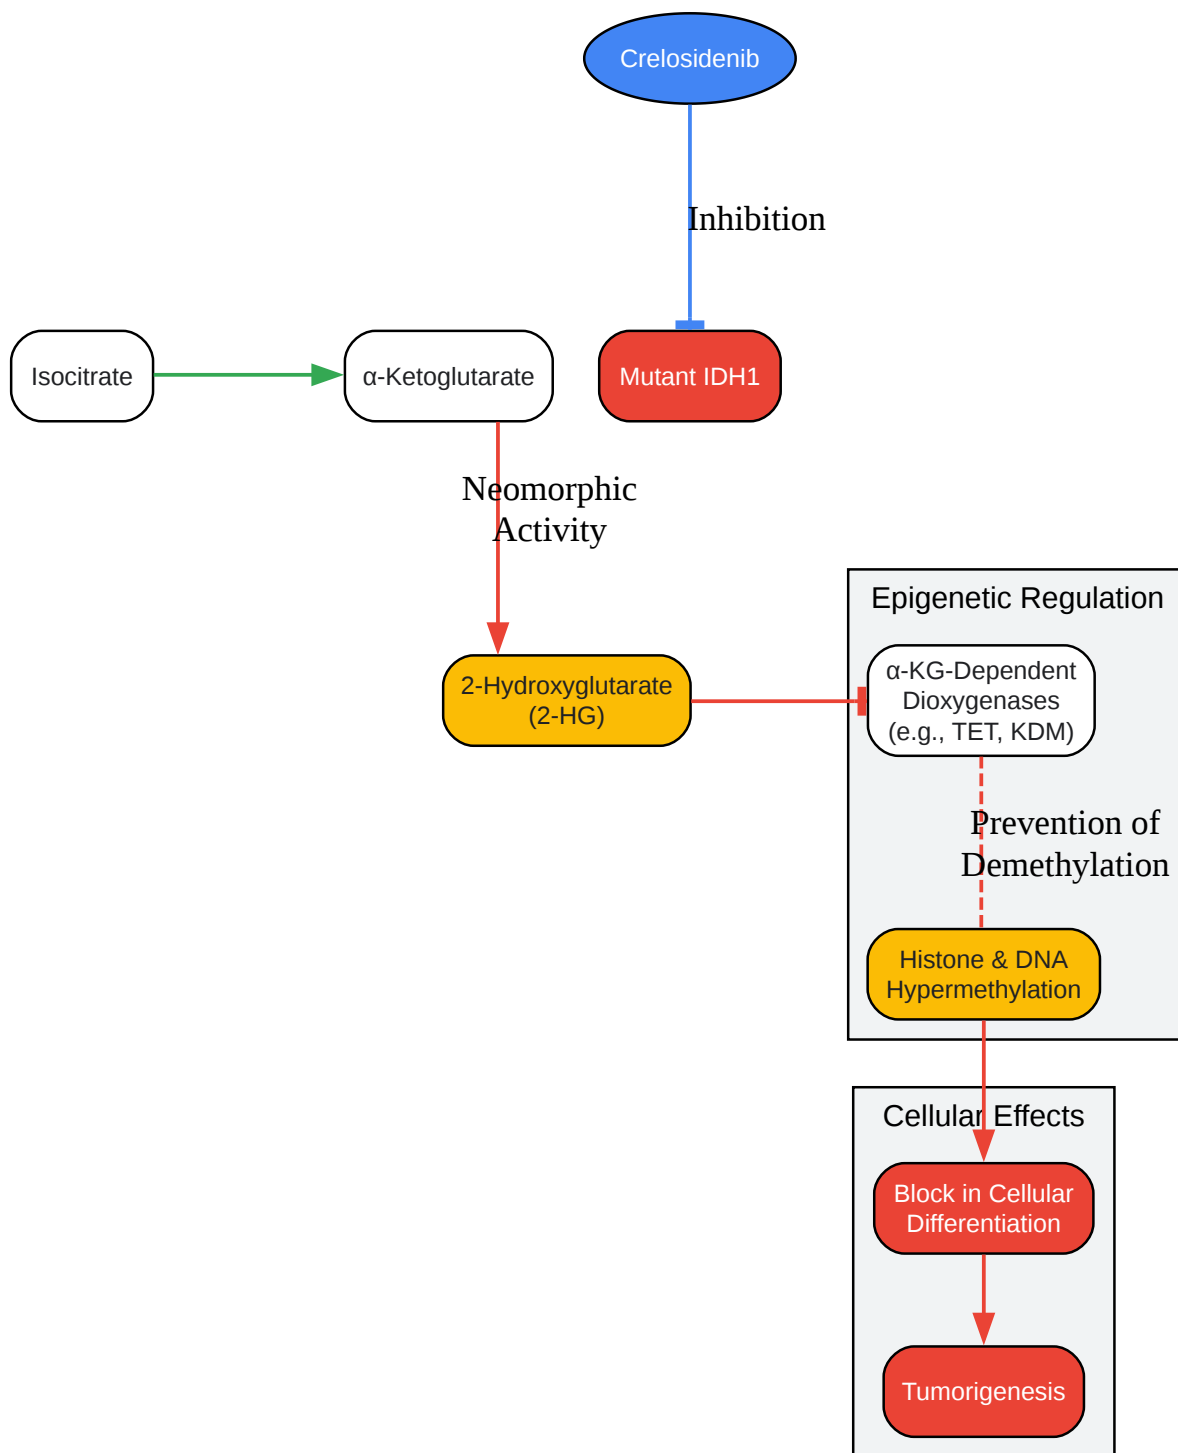 Crelosidenib
Inhibition
Isocitrate
α-Ketoglutarate
Mutant IDH1
Neomorphic
Activity
Epigenetic Regulation
2-Hydroxyglutarate
(2-HG)
α-KG-Dependent
Dioxygenases
(e.g., TET, KDM)
Prevention of
Demethylation
Histone & DNA
Hypermethylation
Cellular Effects
Block in Cellular
Differentiation
Tumorigenesis